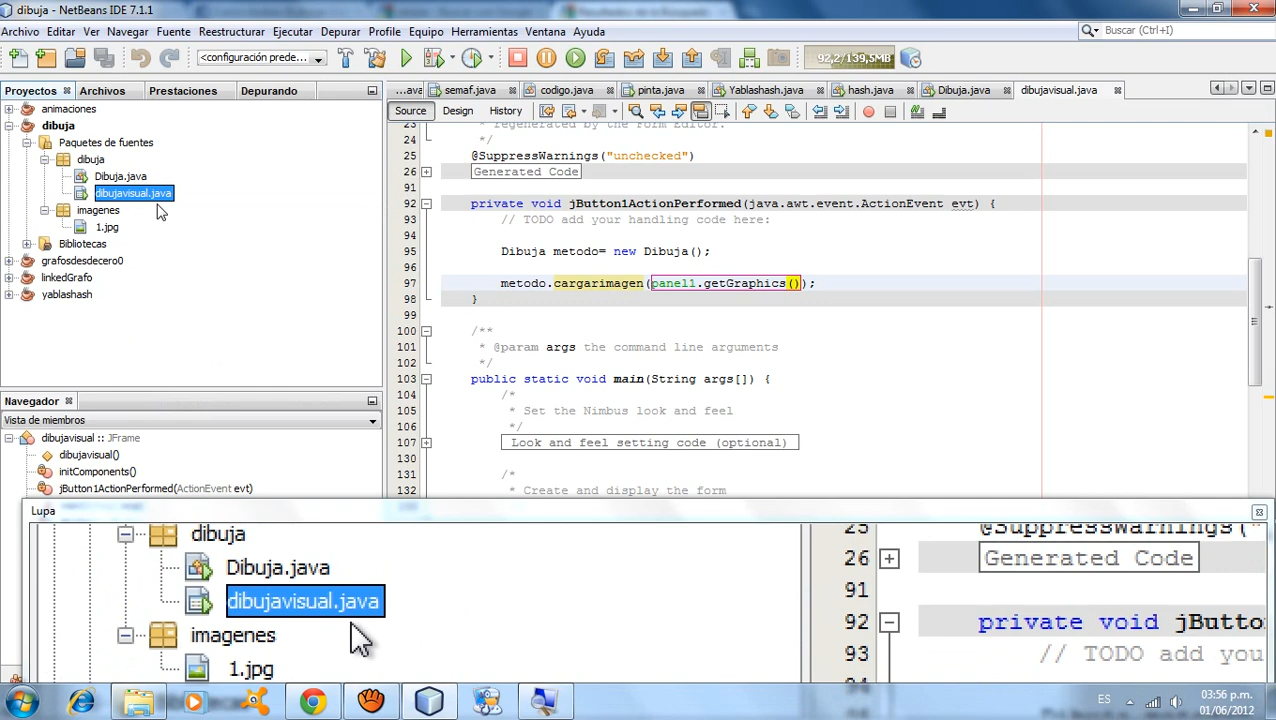 dibuja - NetBeans IDE 7.1.1
Archivo Editar Ver Navegar Fuente Reestructurar Ejecutar Depurar Profile Equipo Herramientas Ventana Ayuda
Buscar (Ctrl+I)
<configuración prede...
92,2/139,5MB
Proyectos Archivos Prestaciones Depurando
...ava semaf.java codigo.java pinta.java Yablashash.java hash.java Dibuja.java dibujavisual.java
Source Design History
animaciones
dibuja
Paquetes de fuentes
dibuja
Dibuja.java
dibujavisual.java
imagenes
1.jpg
Bibliotecas
grafosdesdecero0
linkedGrafo
yablashash
23 * regenerated by the Form Editor.
24 */
25 @SuppressWarnings("unchecked")
26 Generated Code
91
92 private void jButton1ActionPerformed(java.awt.event.ActionEvent evt) {
93 // TODO add your handling code here:
94
95 Dibuja metodo= new Dibuja();
96
97 metodo.cargarimagen(panel1.getGraphics());
98 }
99
100 /**
101 * @param args the command line arguments
102 */
103 public static void main(String args[]) {
104 /*
105 * Set the Nimbus look and feel
106 */
107 Look and feel setting code (optional)
130
131 /*
132 * Create and display the form
Navegador
Vista de miembros
dibujavisual :: JFrame
dibujavisual()
initComponents()
jButton1ActionPerformed(ActionEvent evt)
Lupa
dibuja
Dibuja.java
dibujavisual.java
imagenes
1.jpg
25 @SuppressWarnings("
26 Generated Code
91
92 private void jButto
93 // TODO add you
94
ES
03:56 p.m.
01/06/2012